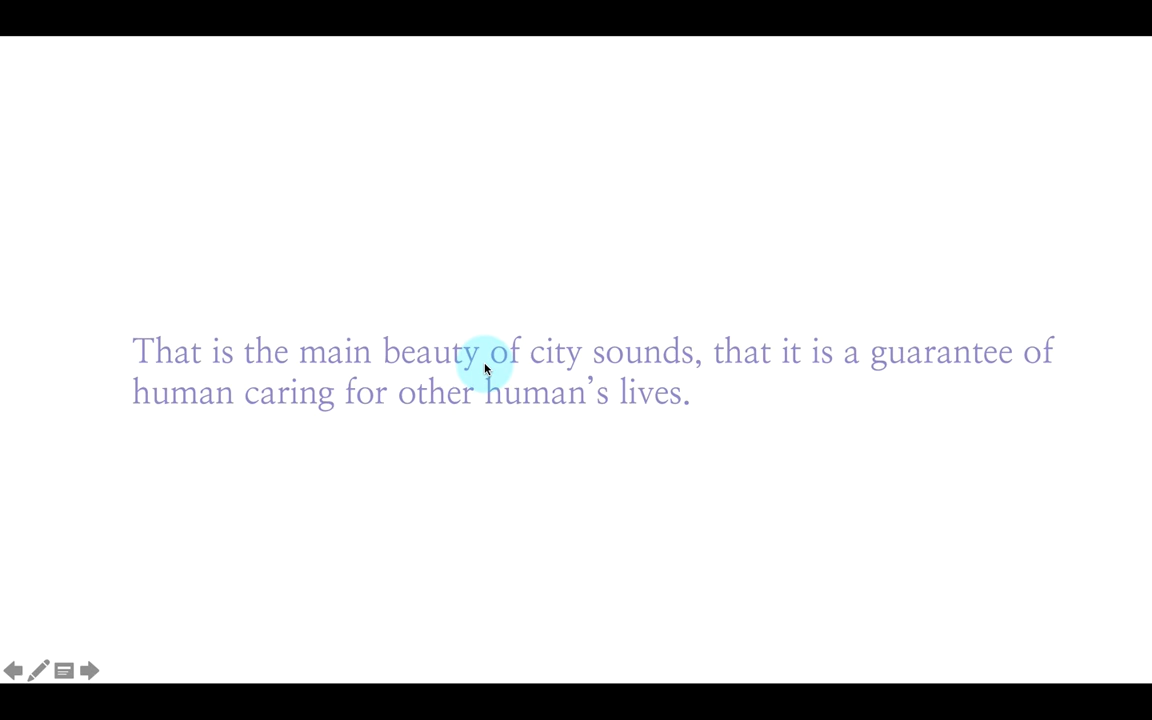 That is the main beauty of city sounds, that it is a guarantee of
human caring for other human’s lives.